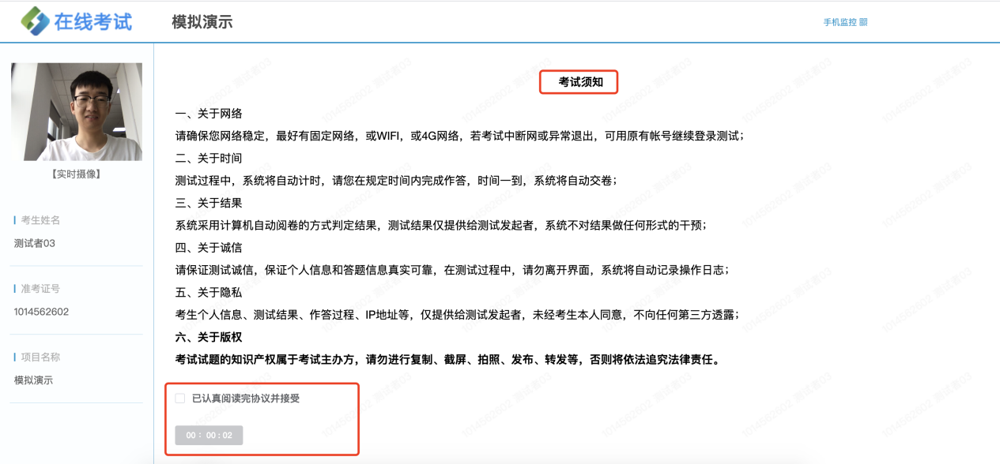 在线考试
模拟演示
手机监控
【实时摄像】
考生姓名
测试者03
准考证号
1014562602
项目名称
模拟演示
考试须知
一、关于网络
请确保您网络稳定，最好有固定网络，或WIFI，或4G网络，若考试中断网或异常退出，可用原有帐号继续登录测试；
二、关于时间
测试过程中，系统将自动计时，请您在规定时间内完成作答，时间一到，系统将自动交卷；
三、关于结果
系统采用计算机自动阅卷的方式判定结果，测试结果仅提供给测试发起者，系统不对结果做任何形式的干预；
四、关于诚信
请保证测试诚信，保证个人信息和答题信息真实可靠，在测试过程中，请勿离开界面，系统将自动记录操作日志；
五、关于隐私
考生个人信息、测试结果、作答过程、IP地址等，仅提供给测试发起者，未经考生本人同意，不向任何第三方透露；
六、关于版权
考试试题的知识产权属于考试主办方，请勿进行复制、截屏、拍照、发布、转发等，否则将依法追究法律责任。
已认真阅读完协议并接受
00：00：02
1014562602 测试者03